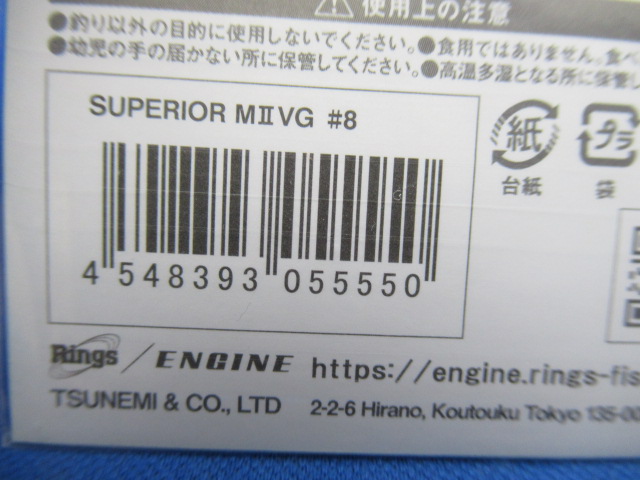 使用上の注意
●釣り以外の目的に使用しないでください。●食用ではありません。食べ
●幼児の手の届かない所に保管してください。●高温多湿となる所に保管
SUPERIOR MⅡVG #8
紙
台紙
プラ
袋
4 548393 055550
Rings / ENGINE https://engine.rings-fis
TSUNEMI & CO., LTD 2-2-6 Hirano, Koutouku Tokyo 135-00